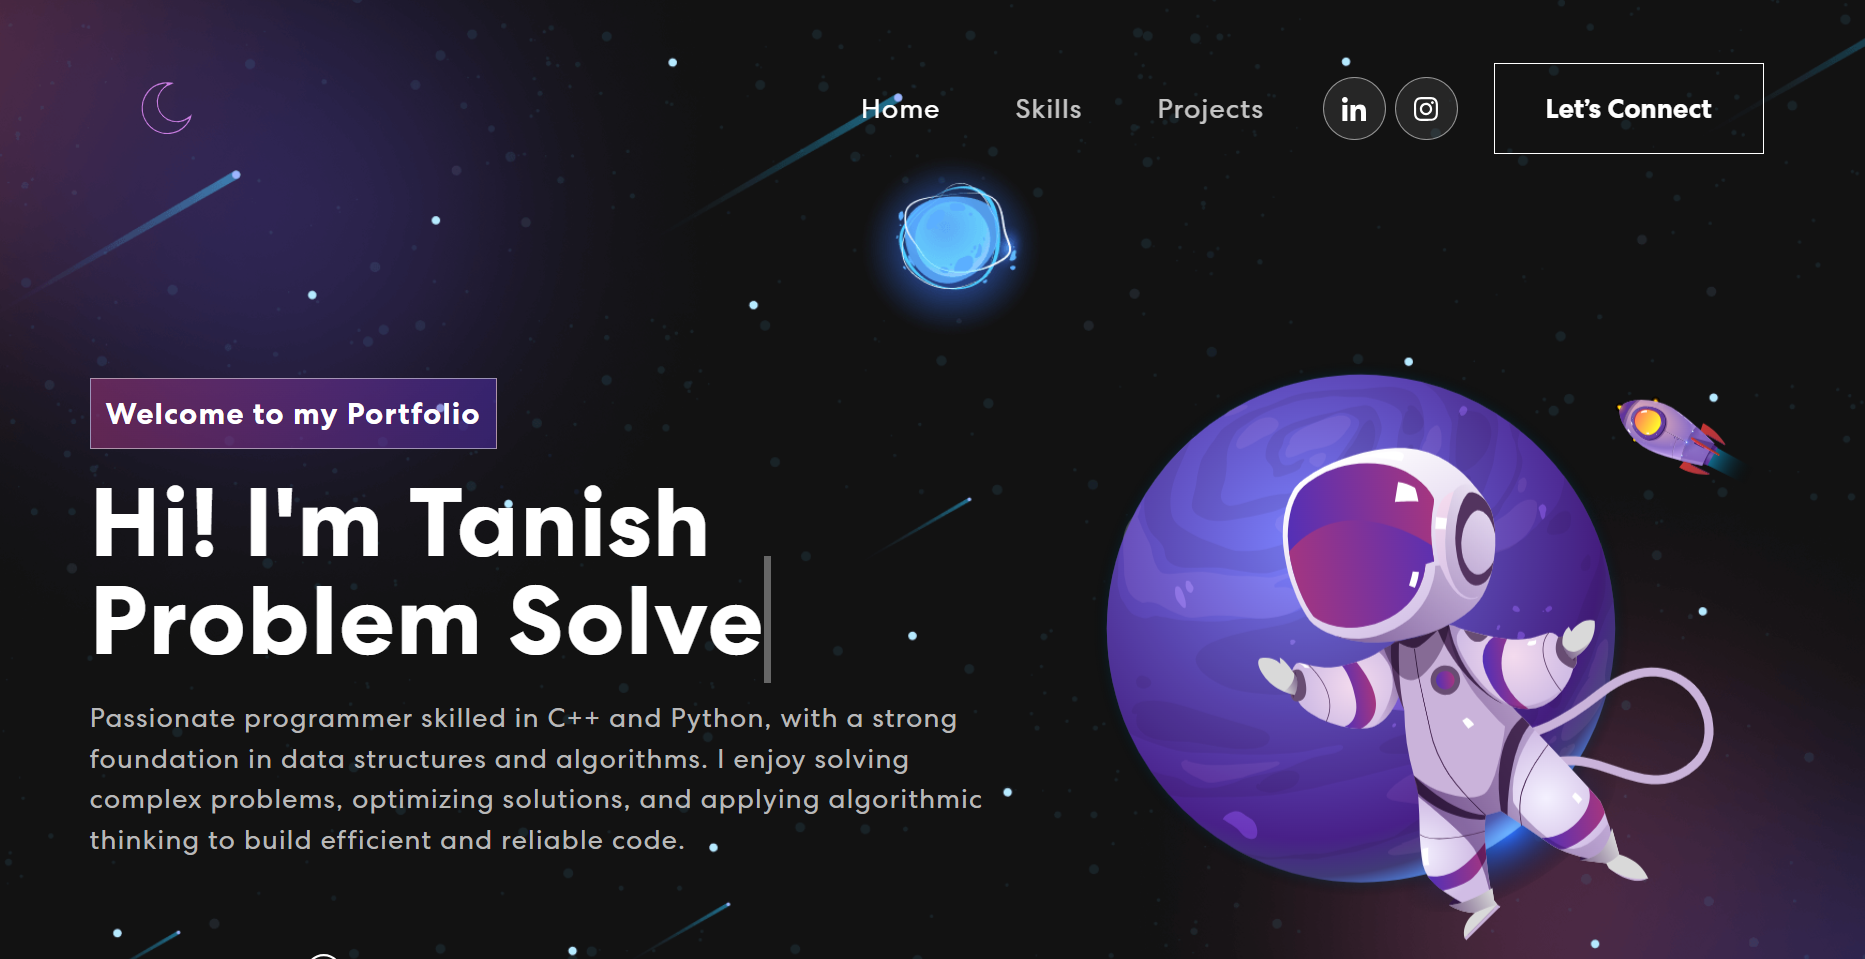 Home Skills Projects in Let’s Connect
Welcome to my Portfolio
Hi! I'm Tanish
Problem Solve
Passionate programmer skilled in C++ and Python, with a strong
foundation in data structures and algorithms. I enjoy solving
complex problems, optimizing solutions, and applying algorithmic
thinking to build efficient and reliable code.